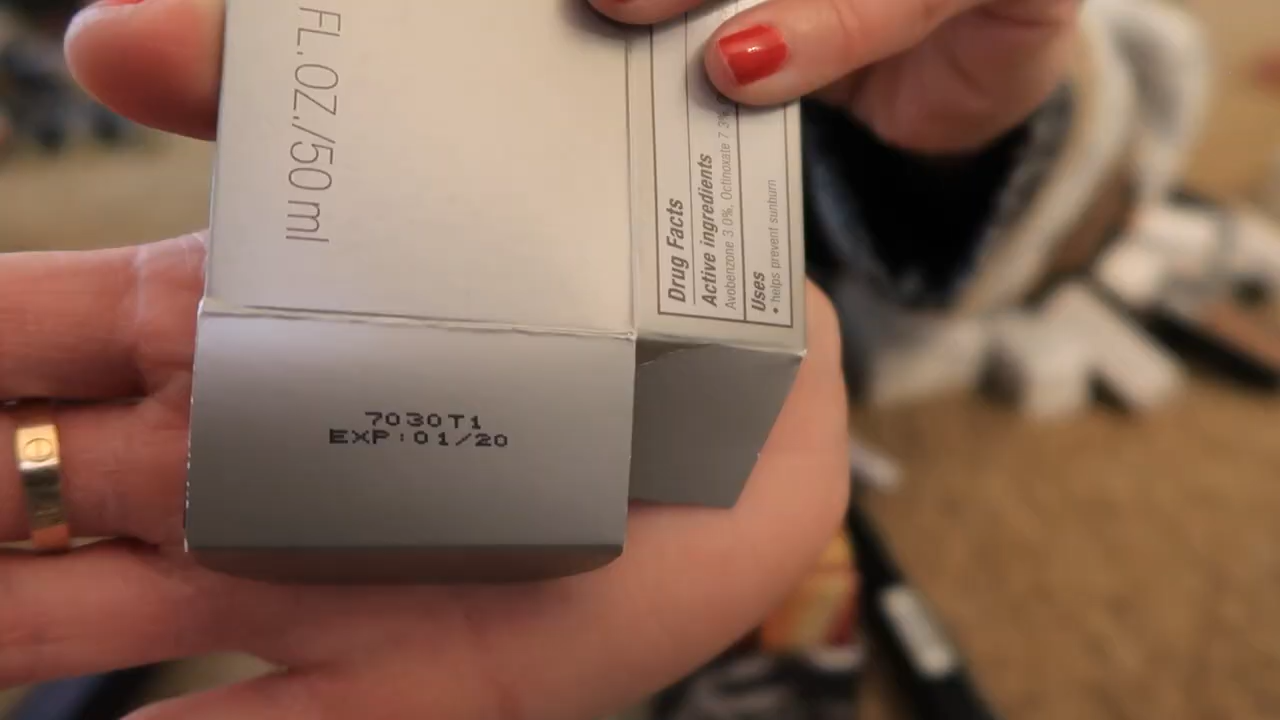 FL.OZ./50 ml
Drug Facts
Active ingredients
Avobenzone 3 0%, Octinoxate 7
Uses
• helps prevent sunburn
7030T1
EXP:01/20